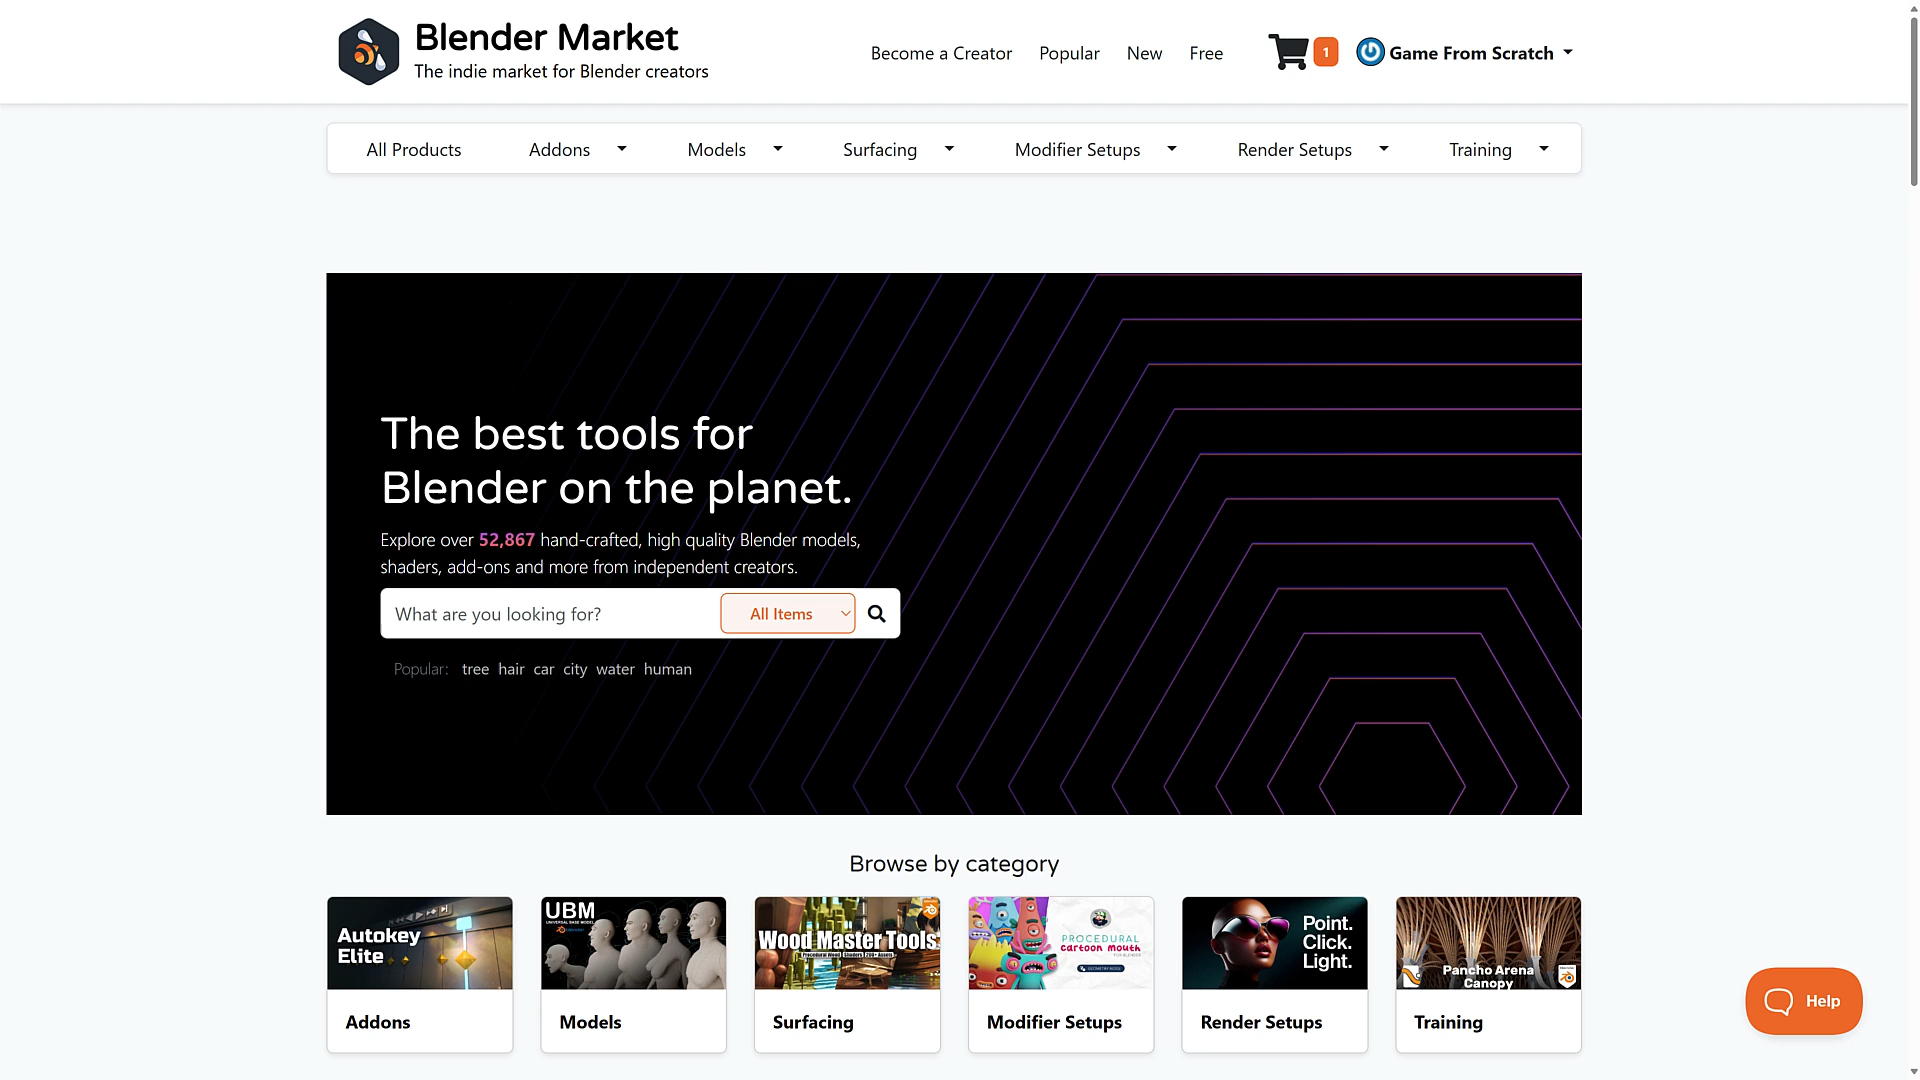 Blender Market
The indie market for Blender creators
Become a Creator
Popular
New
Free
1
Game From Scratch
All Products
Addons
Models
Surfacing
Modifier Setups
Render Setups
Training
The best tools for
Blender on the planet.
Explore over 52,867 hand-crafted, high quality Blender models,
shaders, add-ons and more from independent creators.
What are you looking for?
All Items
Popular: tree hair car city water human
Browse by category
Autokey
Elite
Addons
UBM
UNIVERSAL BASE MODEL
blender
Models
Wood Master Tools
Surfacing
PROCEDURAL
cartoon mouth
FOR BLENDER
GEOMETRY NODE
Modifier Setups
Point.
Click.
Light.
Render Setups
Pancho Arena
Canopy
Training
Help